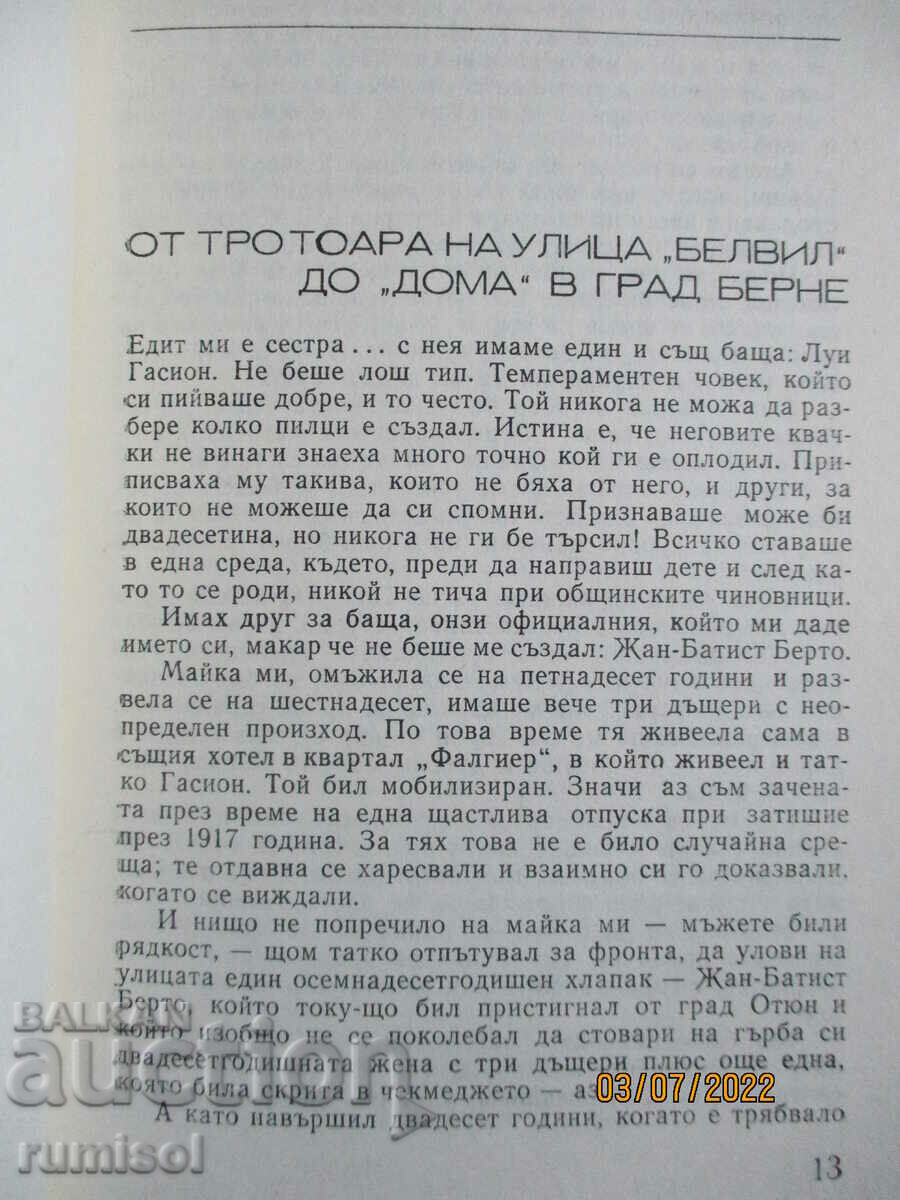 ОТ ТРОТОАРА НА УЛИЦА „БЕЛВИЛ“
ДО „ДОМА“ В ГРАД БЕРНЕ
Едит ми е сестра... с нея имаме един и същ баща: Луи
Гасион. Не беше лош тип. Темпераментен човек, който
си пийваше добре, и то често. Той никога не можа да раз-
бере колко пилци е създал. Истина е, че неговите квач-
ки не винаги знаеха много точно кой ги е оплодил. При-
писваха му такива, които не бяха от него, и други, за
които не можеше да си спомни. Признаваше може би
двадесетина, но никога не ги бе търсил! Всичко ставаше
в една среда, където, преди да направиш дете и след ка-
то то се роди, никой не тича при общинските чиновници.
Имах друг за баща, онзи официалния, който ми даде
името си, макар че не беше ме създал: Жан-Батист Берто.
Майка ми, омъжила се на петнадесет години и раз-
вела се на шестнадесет, имаше вече три дъщери с нео-
пределен произход. По това време тя живеела сама в
същия хотел в квартал „Фалгиер“, в който живеел и тат-
ко Гасион. Той бил мобилизиран. Значи аз съм зачена-
та през време на една щастлива отпуска при затишие
през 1917 година. За тях това не е било случайна сре-
ща; те отдавна се харесвали и взаимно си го доказвали,
когато се виждали.
И нищо не попречило на майка ми — мъжете били
рядкост, — щом татко отпътувал за фронта, да улови на
улицата един осемнадесетгодишен хлапак — Жан-Батист
Берто, който току-що бил пристигнал от град Отюн и
който изобщо не се поколебал да стовари на гърба си
двадесетгодишната жена с три дъщери плюс още една,
която била скрита в чекмеджето — аз
А като навършил двадесет години, когато е трябвало
13
BALKAN
auction
rumisol
03/07/2022